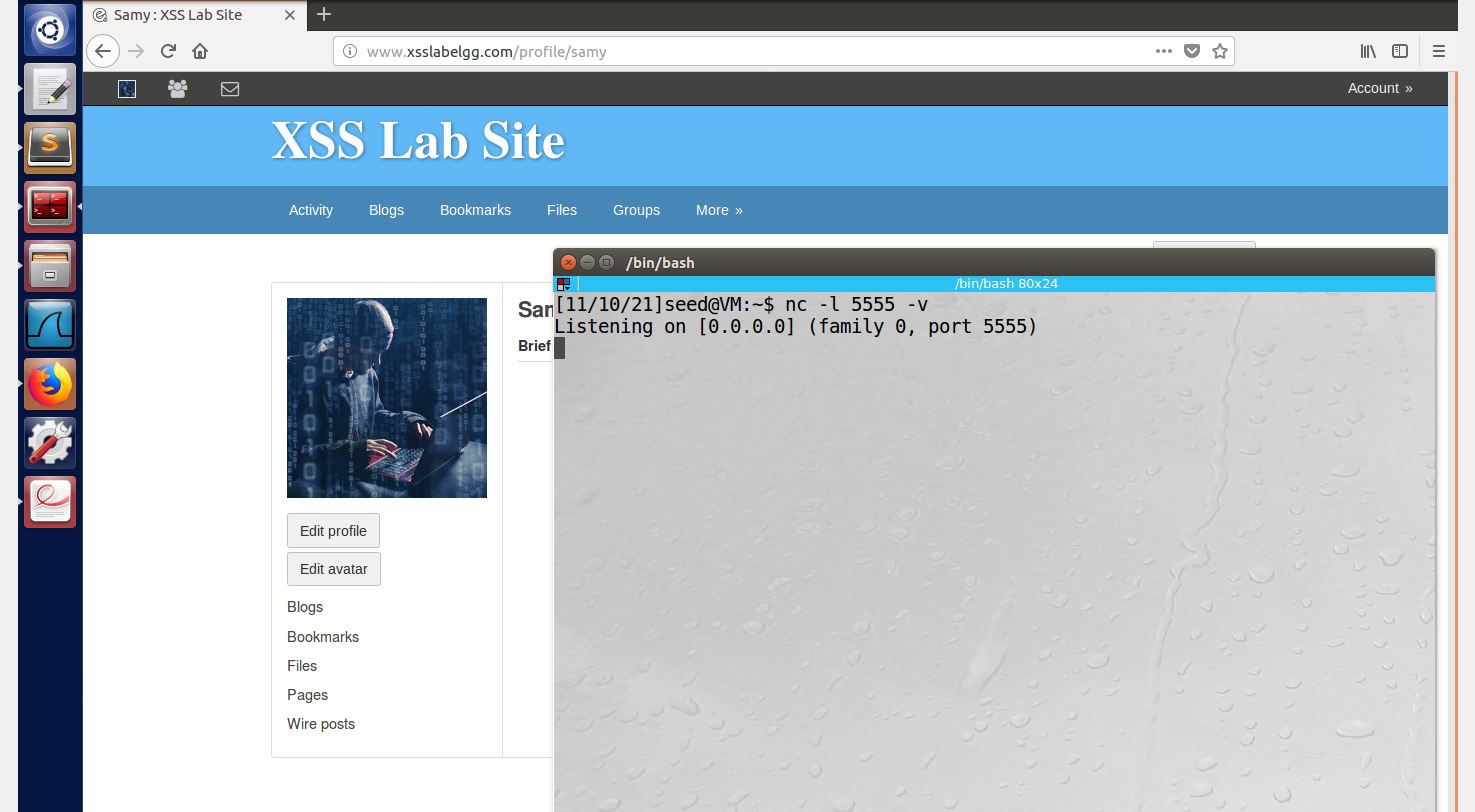 Samy : XSS Lab Site
www.xsslabelgg.com/profile/samy
Account »
XSS Lab Site
Activity Blogs Bookmarks Files Groups More »
/bin/bash
/bin/bash 80x24
[11/10/21]seed@VM:~$ nc -l 5555 -v
Listening on [0.0.0.0] (family 0, port 5555)
Brief
Edit profile
Edit avatar
Blogs
Bookmarks
Files
Pages
Wire posts